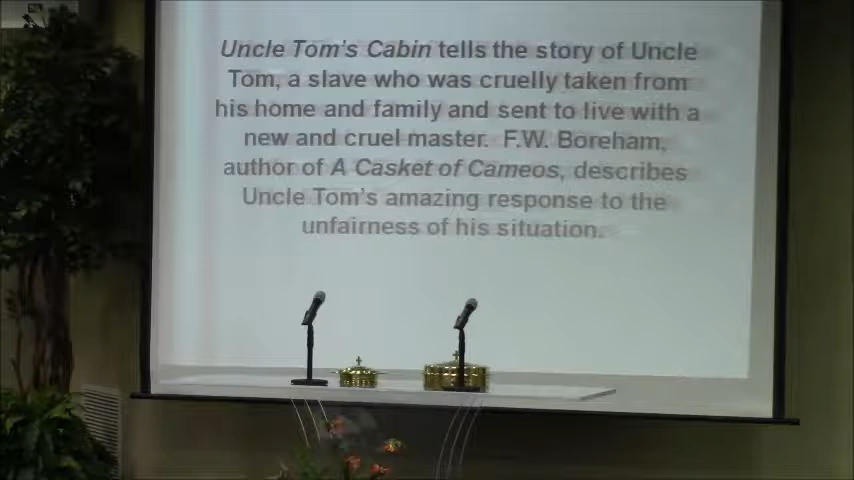 Uncle Tom's Cabin tells the story of Uncle
Tom, a slave who was cruelly taken from
his home and family and sent to live with a
new and cruel master.  F.W. Boreham,
author of A Casket of Cameos, describes
Uncle Tom's amazing response to the
unfairness of his situation.